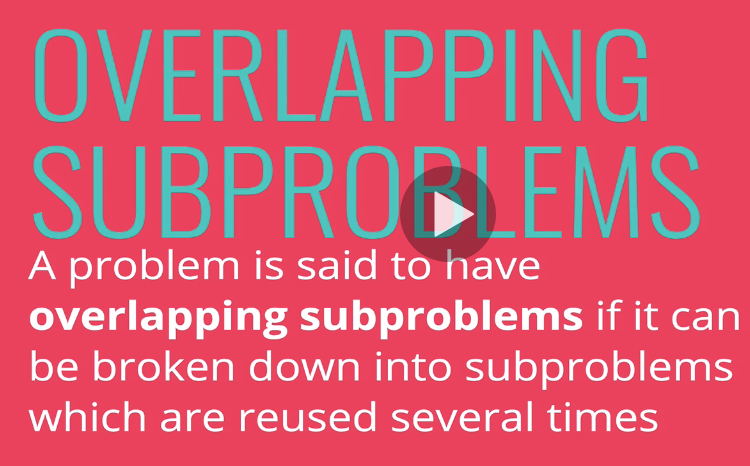 OVERLAPPING
SUBPROBLEMS
A problem is said to have
overlapping subproblems if it can
be broken down into subproblems
which are reused several times